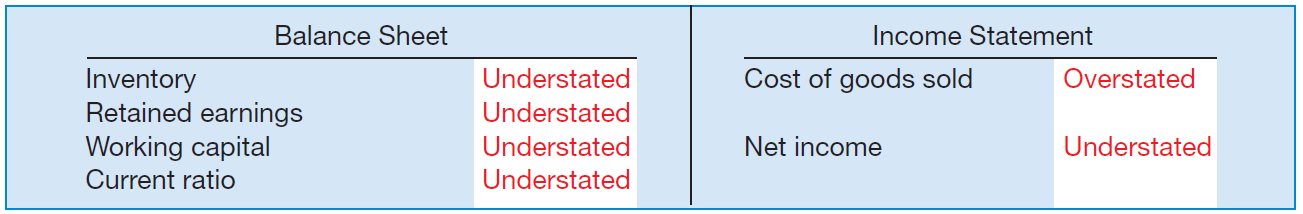 Balance Sheet
Inventory Understated
Retained earnings Understated
Working capital Understated
Current ratio Understated
Income Statement
Cost of goods sold Overstated
Net income Understated